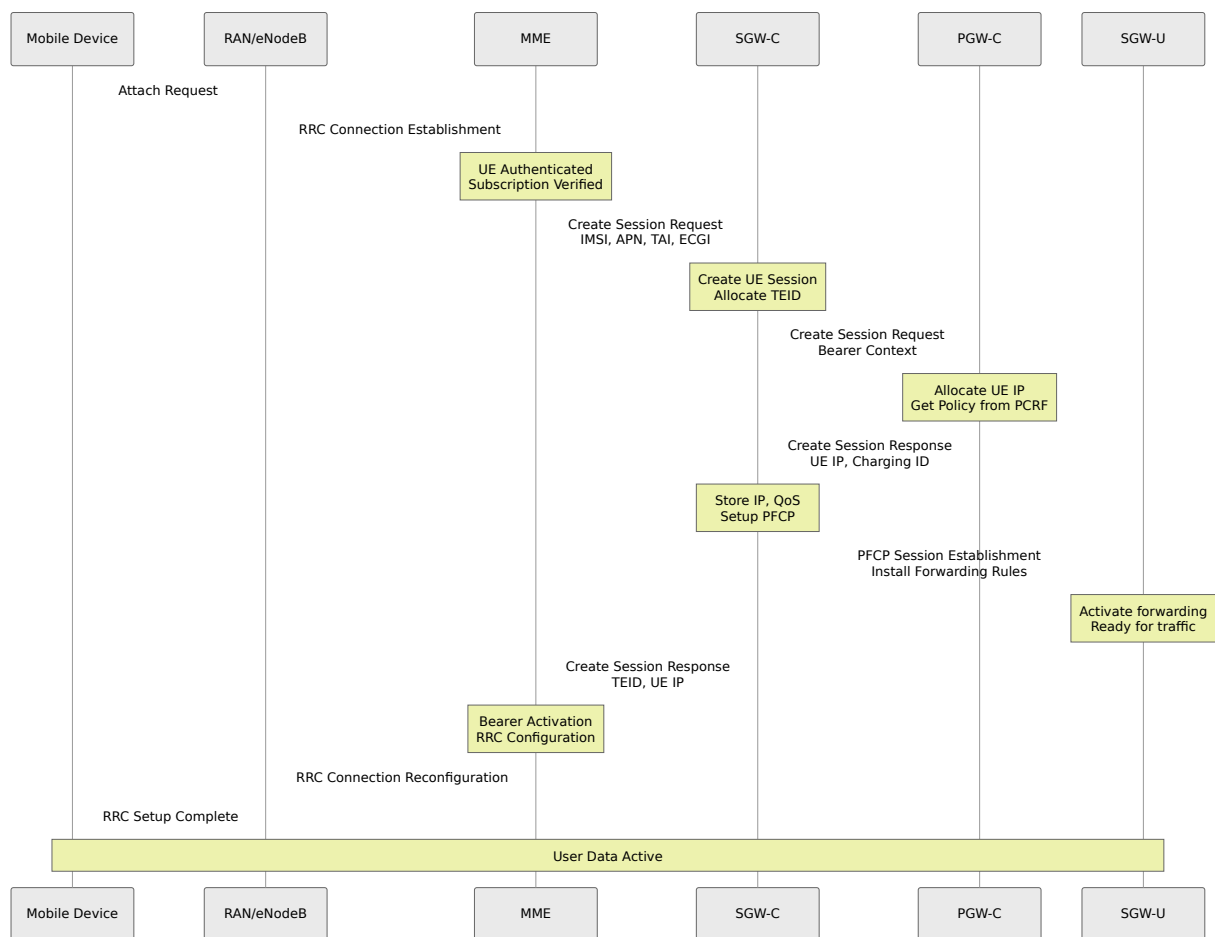 Mobile Device
RAN/eNodeB
MME
SGW-C
PGW-C
SGW-U
Attach Request
RRC Connection Establishment
UE Authenticated
Subscription Verified
Create Session Request
IMSI, APN, TAI, ECGI
Create UE Session
Allocate TEID
Create Session Request
Bearer Context
Allocate UE IP
Get Policy from PCRF
Create Session Response
UE IP, Charging ID
Store IP, QoS
Setup PFCP
PFCP Session Establishment
Install Forwarding Rules
Activate forwarding
Ready for traffic
Create Session Response
TEID, UE IP
Bearer Activation
RRC Configuration
RRC Connection Reconfiguration
RRC Setup Complete
User Data Active
Mobile Device
RAN/eNodeB
MME
SGW-C
PGW-C
SGW-U